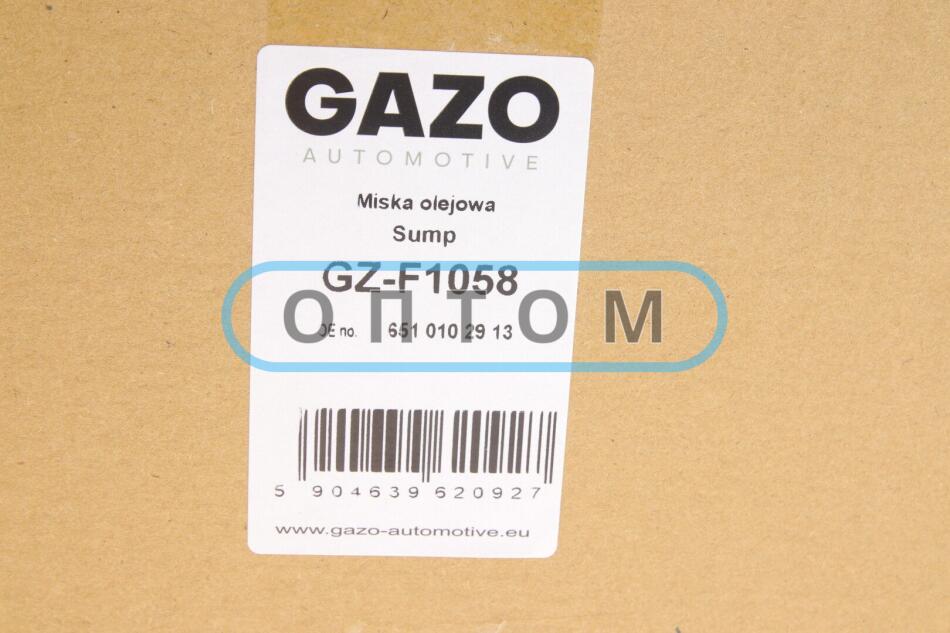 GAZO
AUTOMOTIVE
Miska olejowa
Sump
GZ-F1058
ОПТОМ
OE no. 651 010 29 13
5 904639 620927
www.gazo-automotive.eu